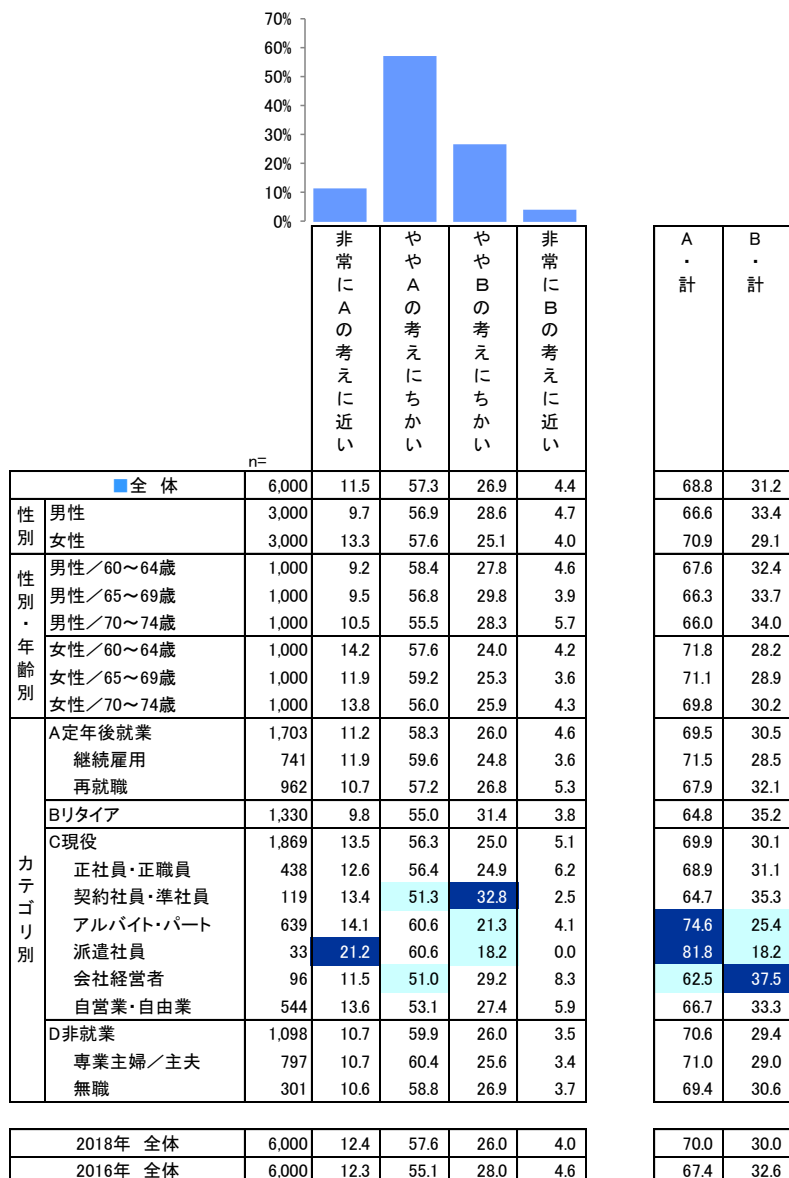 70%
60%
50%
40%
30%
20%
10%
0%
非常にAの考えに近い
ややAの考えにちかい
ややBの考えにちかい
非常にBの考えに近い
A・計
B・計
n=
■全 体 6,000 11.5 57.3 26.9 4.4 68.8 31.2
性別
男性 3,000 9.7 56.9 28.6 4.7 66.6 33.4
女性 3,000 13.3 57.6 25.1 4.0 70.9 29.1
性別・年齢別
男性／60～64歳 1,000 9.2 58.4 27.8 4.6 67.6 32.4
男性／65～69歳 1,000 9.5 56.8 29.8 3.9 66.3 33.7
男性／70～74歳 1,000 10.5 55.5 28.3 5.7 66.0 34.0
女性／60～64歳 1,000 14.2 57.6 24.0 4.2 71.8 28.2
女性／65～69歳 1,000 11.9 59.2 25.3 3.6 71.1 28.9
女性／70～74歳 1,000 13.8 56.0 25.9 4.3 69.8 30.2
カテゴリ別
A定年後就業 1,703 11.2 58.3 26.0 4.6 69.5 30.5
継続雇用 741 11.9 59.6 24.8 3.6 71.5 28.5
再就職 962 10.7 57.2 26.8 5.3 67.9 32.1
Bリタイア 1,330 9.8 55.0 31.4 3.8 64.8 35.2
C現役 1,869 13.5 56.3 25.0 5.1 69.9 30.1
正社員・正職員 438 12.6 56.4 24.9 6.2 68.9 31.1
契約社員・準社員 119 13.4 51.3 32.8 2.5 64.7 35.3
アルバイト・パート 639 14.1 60.6 21.3 4.1 74.6 25.4
派遣社員 33 21.2 60.6 18.2 0.0 81.8 18.2
会社経営者 96 11.5 51.0 29.2 8.3 62.5 37.5
自営業・自由業 544 13.6 53.1 27.4 5.9 66.7 33.3
D非就業 1,098 10.7 59.9 26.0 3.5 70.6 29.4
専業主婦／主夫 797 10.7 60.4 25.6 3.4 71.0 29.0
無職 301 10.6 58.8 26.9 3.7 69.4 30.6
2018年 全体 6,000 12.4 57.6 26.0 4.0 70.0 30.0
2016年 全体 6,000 12.3 55.1 28.0 4.6 67.4 32.6